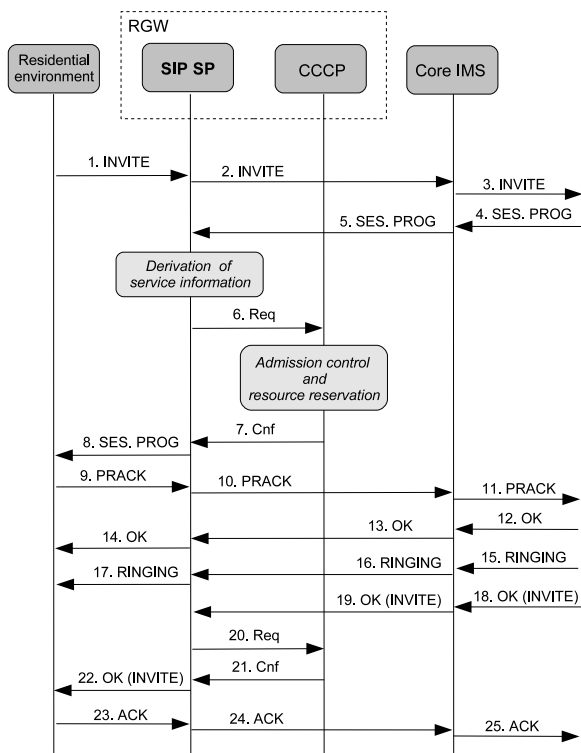 RGW
Residential
environment
SIP SP
CCCP
Core IMS
1. INVITE
2. INVITE
3. INVITE
4. SES. PROG
5. SES. PROG
Derivation of
service information
6. Req
Admission control
and
resource reservation
7. Cnf
8. SES. PROG
9. PRACK
10. PRACK
11. PRACK
12. OK
13. OK
14. OK
15. RINGING
16. RINGING
17. RINGING
18. OK (INVITE)
19. OK (INVITE)
20. Req
21. Cnf
22. OK (INVITE)
23. ACK
24. ACK
25. ACK